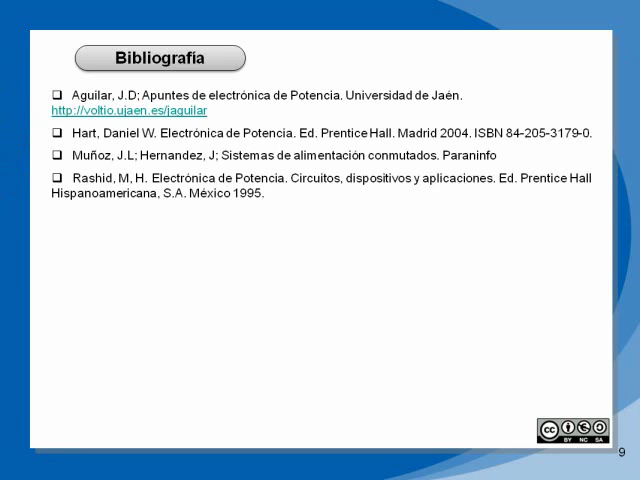 Bibliografía
❑ Aguilar, J.D; Apuntes de electrónica de Potencia. Universidad de Jaén.
http://voltio.ujaen.es/jaguilar
❑ Hart, Daniel W. Electrónica de Potencia. Ed. Prentice Hall. Madrid 2004. ISBN 84-205-3179-0.
❑ Muñoz, J.L; Hernandez, J; Sistemas de alimentación conmutados. Paraninfo
❑ Rashid, M, H. Electrónica de Potencia. Circuitos, dispositivos y aplicaciones. Ed. Prentice Hall
Hispanoamericana, S.A. México 1995.
cc
BY NC SA
9